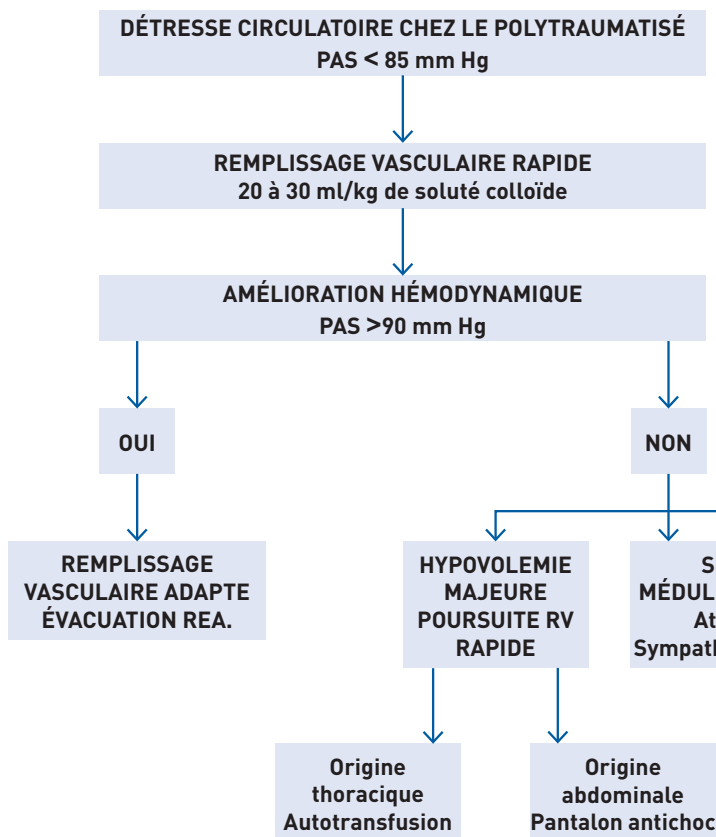 DÉTRESSE CIRCULATOIRE CHEZ LE POLYTRAUMATISÉ
PAS < 85 mm Hg
REMPLISSAGE VASCULAIRE RAPIDE
20 à 30 ml/kg de soluté colloïde
AMÉLIORATION HÉMODYNAMIQUE
PAS >90 mm Hg
OUI
NON
REMPLISSAGE
VASCULAIRE ADAPTE
ÉVACUATION REA.
HYPOVOLEMIE
MAJEURE
POURSUITE RV
RAPIDE
Origine
thoracique
Autotransfusion
Origine
abdominale
Pantalon antichoc